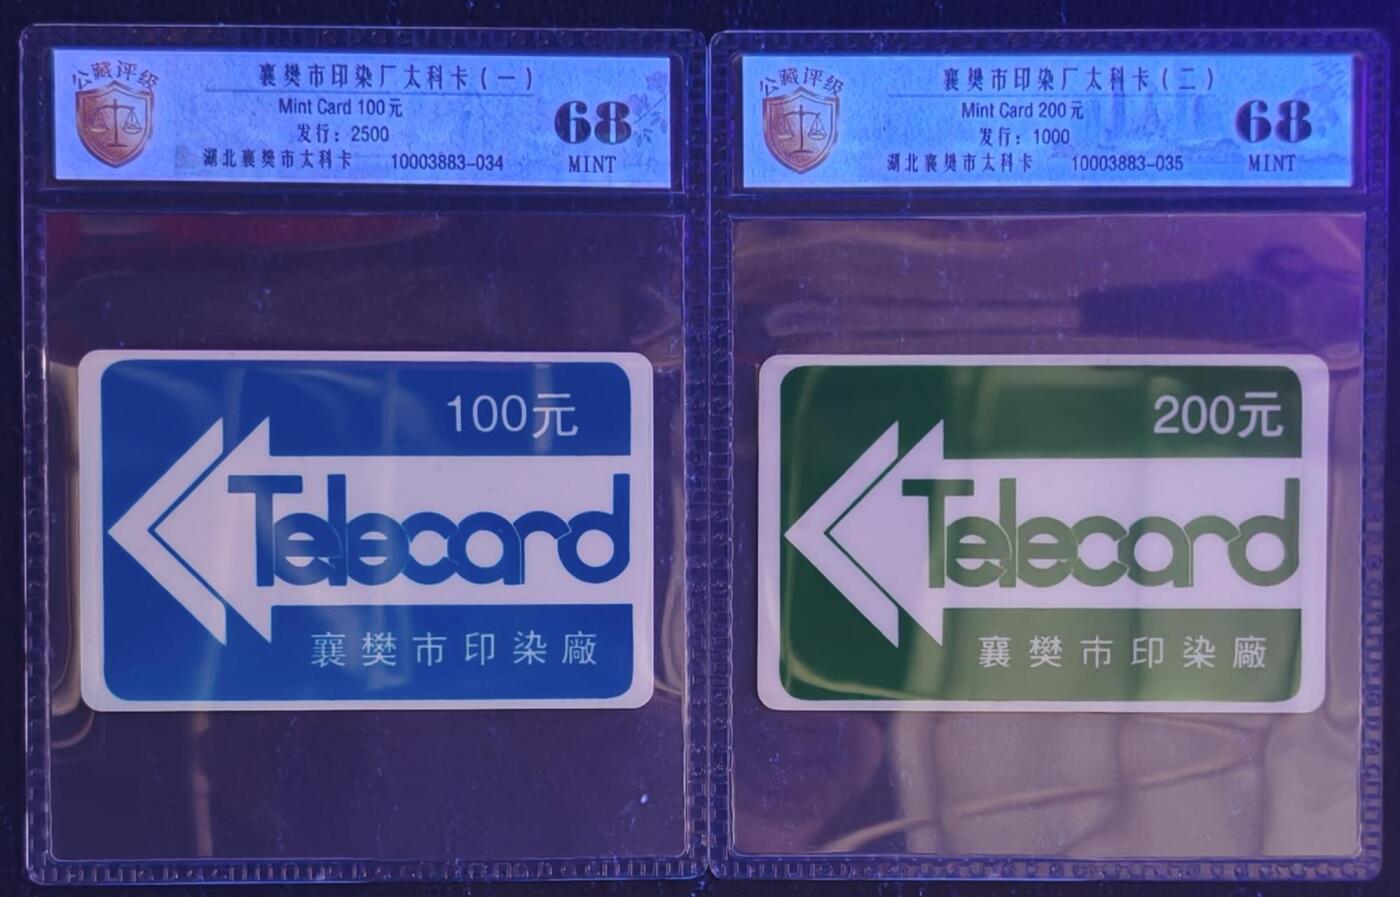 公藏评级
襄樊市印染厂太科卡（一）
Mint Card 100元
发行：2500
湖北襄樊市太科卡 10003883-034
68
MINT
100元
Telecard
襄樊市印染廠
公藏评级
襄樊市印染厂太科卡（二）
Mint Card 200元
发行：1000
湖北襄樊市太科卡 10003883-035
68
MINT
200元
Telecard
襄樊市印染廠